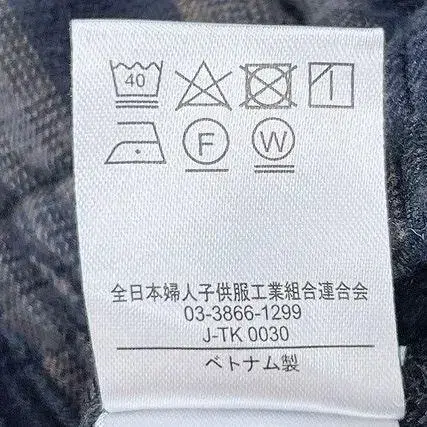 40
F W
全日本婦人子供服工業組合連合会
03-3866-1299
J-TK 0030
ベトナム製